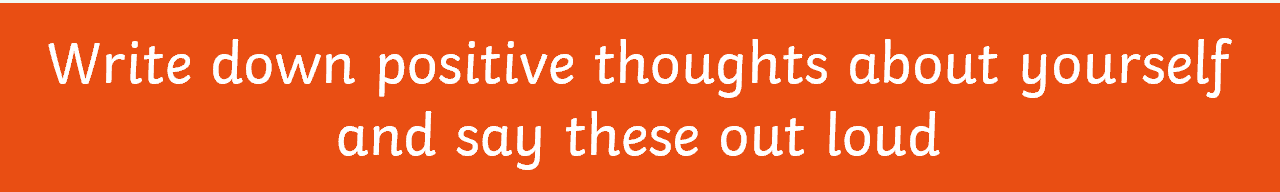 Write down positive thoughts about yourself
and say these out loud